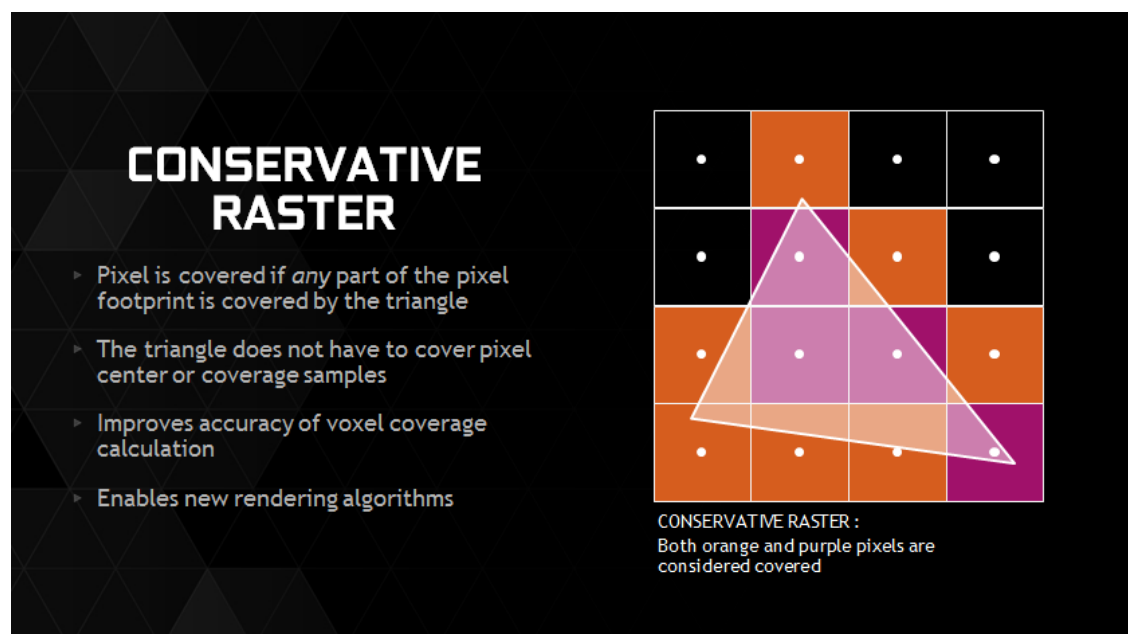 CONSERVATIVE
RASTER
Pixel is covered if any part of the pixel
footprint is covered by the triangle
The triangle does not have to cover pixel
center or coverage samples
Improves accuracy of voxel coverage
calculation
Enables new rendering algorithms
CONSERVATIVE RASTER :
Both orange and purple pixels are
considered covered